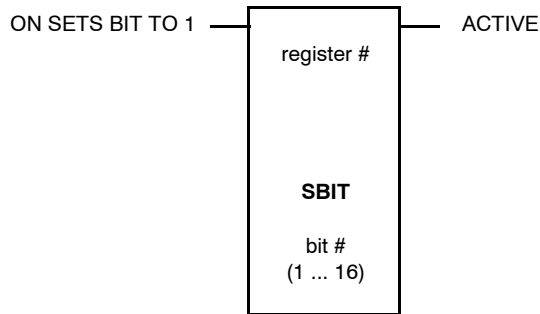 ON SETS BIT TO 1
ACTIVE
register #
SBIT
bit #
(1 ... 16)